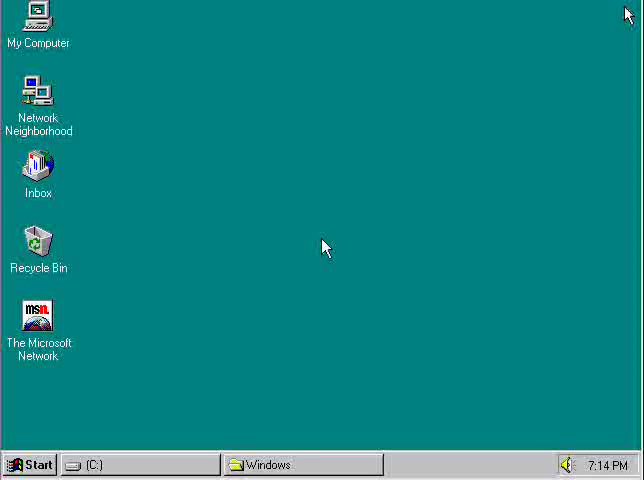 My Computer
Network
Neighborhood
Inbox
Recycle Bin
msn.
The Microsoft
Network
Start
(C:)
Windows
7:14 PM